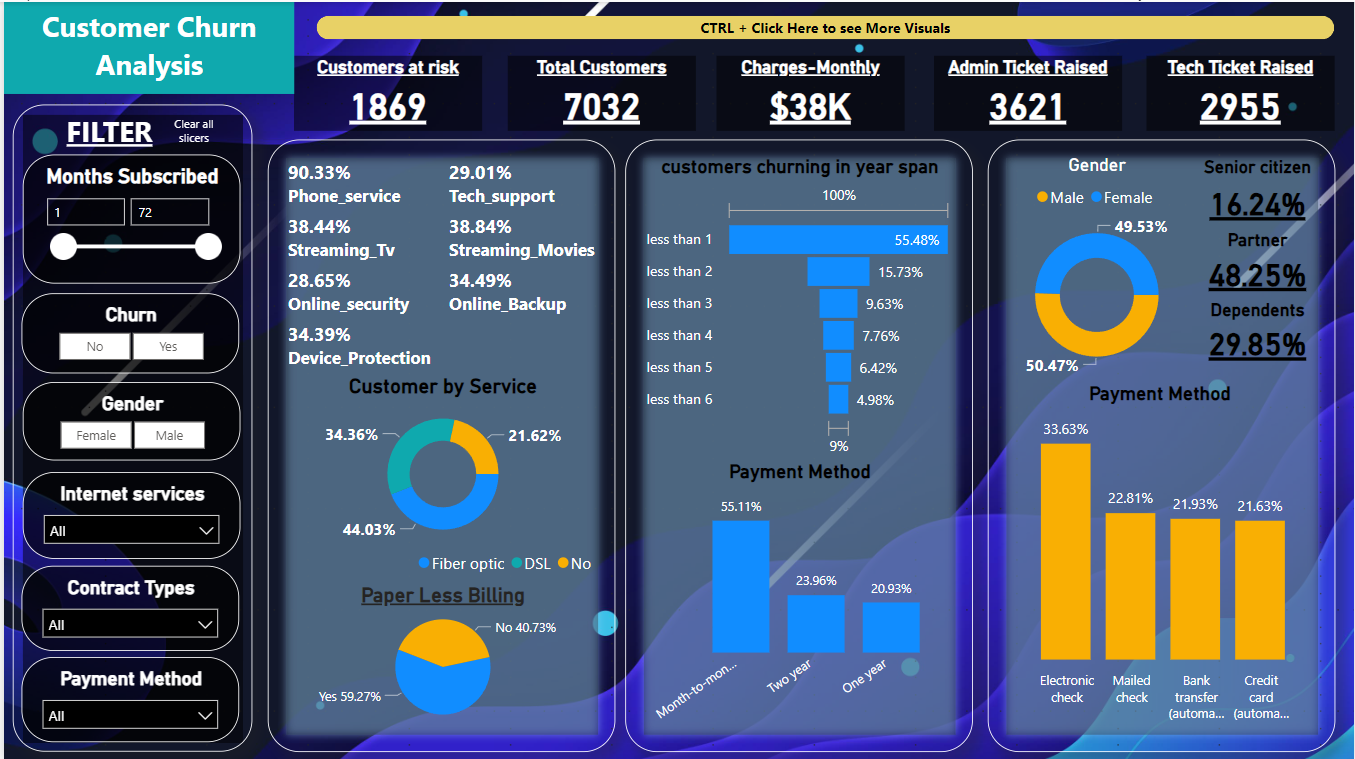 Customer Churn
Analysis
CTRL + Click Here to see More Visuals
Customers at risk
1869
Total Customers
7032
Charges-Monthly
$38K
Admin Ticket Raised
3621
Tech Ticket Raised
2955
FILTER
Clear all
slicers
Months Subscribed
1
72
Churn
No
Yes
Gender
Female
Male
Internet services
All
Contract Types
All
Payment Method
All
90.33%
Phone_service
29.01%
Tech_support
38.44%
Streaming_Tv
38.84%
Streaming_Movies
28.65%
Online_security
34.49%
Online_Backup
34.39%
Device_Protection
Customer by Service
34.36%
21.62%
44.03%
Fiber optic
DSL
No
Paper Less Billing
No 40.73%
Yes 59.27%
customers churning in year span
100%
less than 1
55.48%
less than 2
15.73%
less than 3
9.63%
less than 4
7.76%
less than 5
6.42%
less than 6
4.98%
9%
Payment Method
55.11%
23.96%
20.93%
Month-to-mon...
Two year
One year
Gender
Male
Female
49.53%
50.47%
Senior citizen
16.24%
Partner
48.25%
Dependents
29.85%
Payment Method
33.63%
22.81%
21.93%
21.63%
Electronic
check
Mailed
check
Bank
transfer
(automa...
Credit
card
(automa...